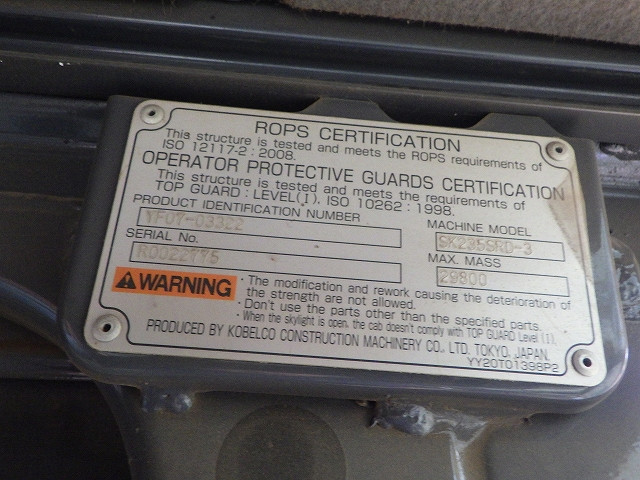 ROPS CERTIFICATION
This structure is tested and meets the ROPS requirements of
ISO 12117-2 : 2008.
OPERATOR PROTECTIVE GUARDS CERTIFICATION
This structure is tested and meets the requirements of
TOP GUARD : LEVEL(I), ISO 10262 : 1998.
PRODUCT IDENTIFICATION NUMBER
YF07-03322
MACHINE MODEL
SK235SRD-3
SERIAL No.
R0022775
MAX. MASS
29800
WARNING
· The modification and rework causing the deterioration of
the strength are not allowed.
· Don't use the parts other than the specified parts.
· When the skylight is open, the cab doesn't comply with TOP GUARD Level(I).
PRODUCED BY KOBELCO CONSTRUCTION MACHINERY CO., LTD. TOKYO, JAPAN.
YY20T01398P2